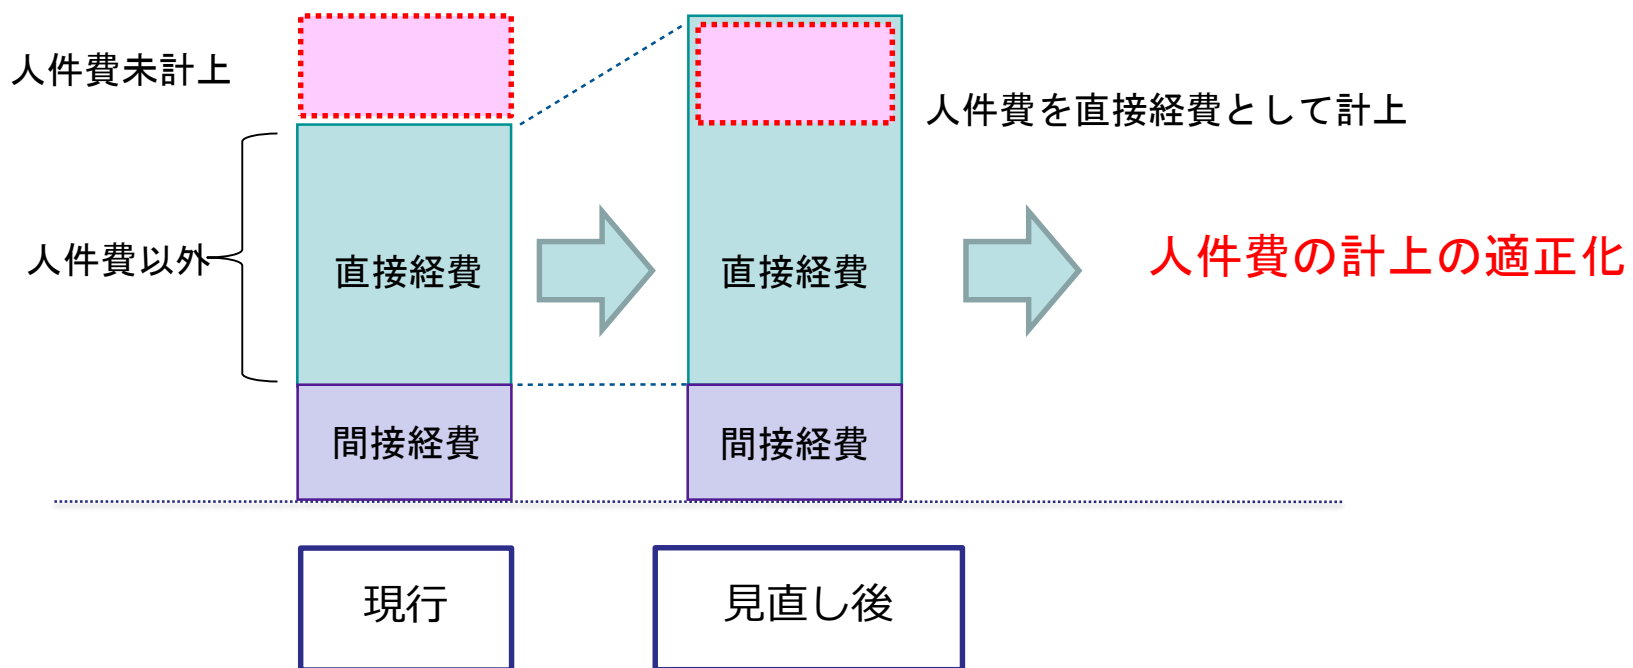 人件費未計上
人件費を直接経費として計上
人件費以外
直接経費
直接経費
人件費の計上の適正化
間接経費
間接経費
現行
見直し後